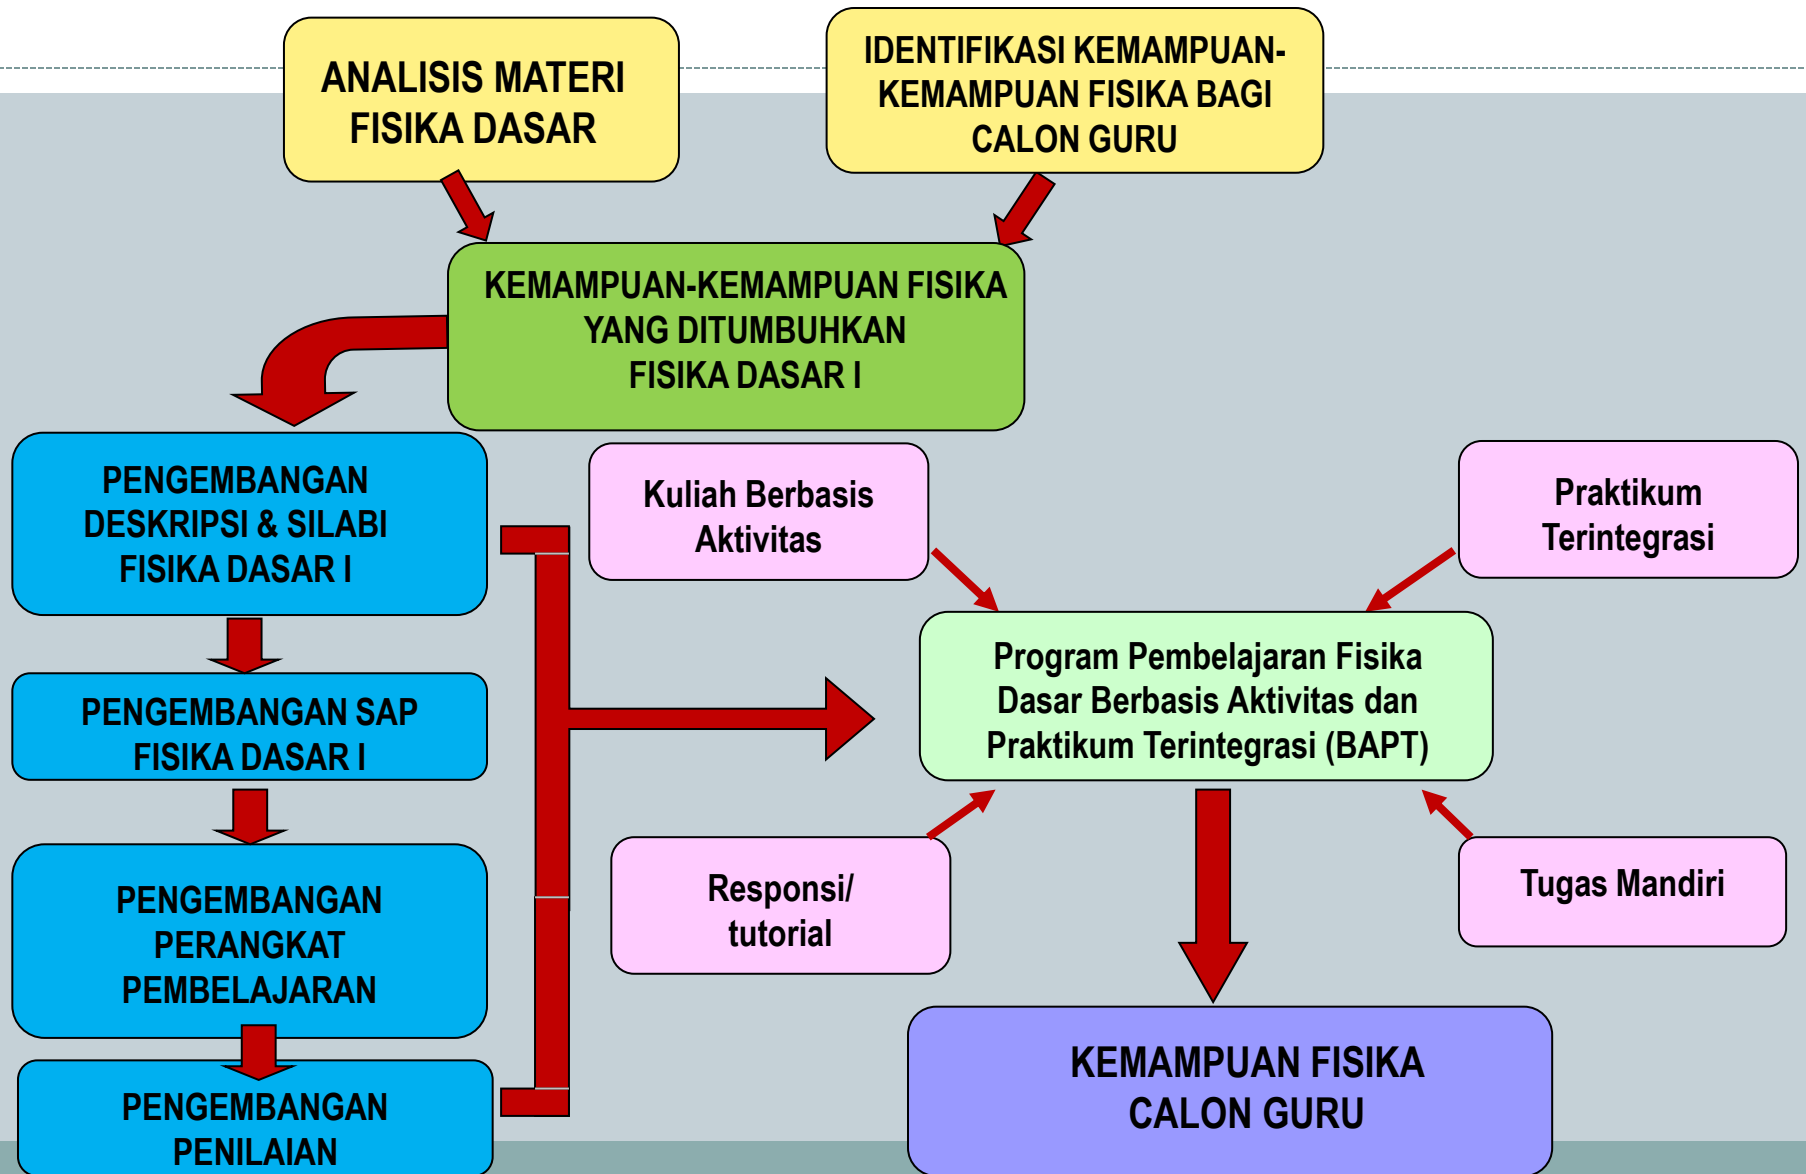 ANALISIS MATERI
FISIKA DASAR
IDENTIFIKASI KEMAMPUAN-
KEMAMPUAN FISIKA BAGI
CALON GURU
KEMAMPUAN-KEMAMPUAN FISIKA
YANG DITUMBUHKAN
FISIKA DASAR I
PENGEMBANGAN
DESKRIPSI & SILABI
FISIKA DASAR I
PENGEMBANGAN SAP
FISIKA DASAR I
PENGEMBANGAN
PERANGKAT
PEMBELAJARAN
PENGEMBANGAN
PENILAIAN
Kuliah Berbasis
Aktivitas
Praktikum
Terintegrasi
Program Pembelajaran Fisika
Dasar Berbasis Aktivitas dan
Praktikum Terintegrasi (BAPT)
Responsi/
tutorial
Tugas Mandiri
KEMAMPUAN FISIKA
CALON GURU